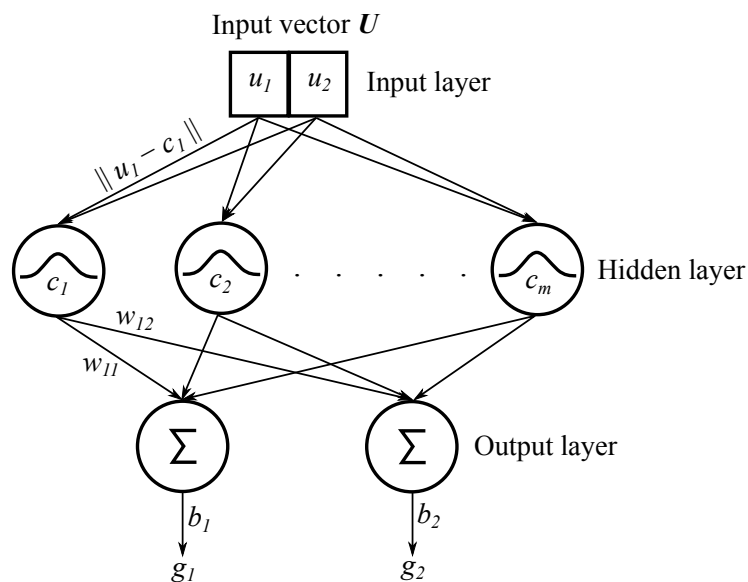 Input vector U
u1 u2 Input layer
|| u1 – c1 ||
c1 c2 . . . . . cm Hidden layer
w12
w11
Σ Σ Output layer
b1 b2
g1 g2